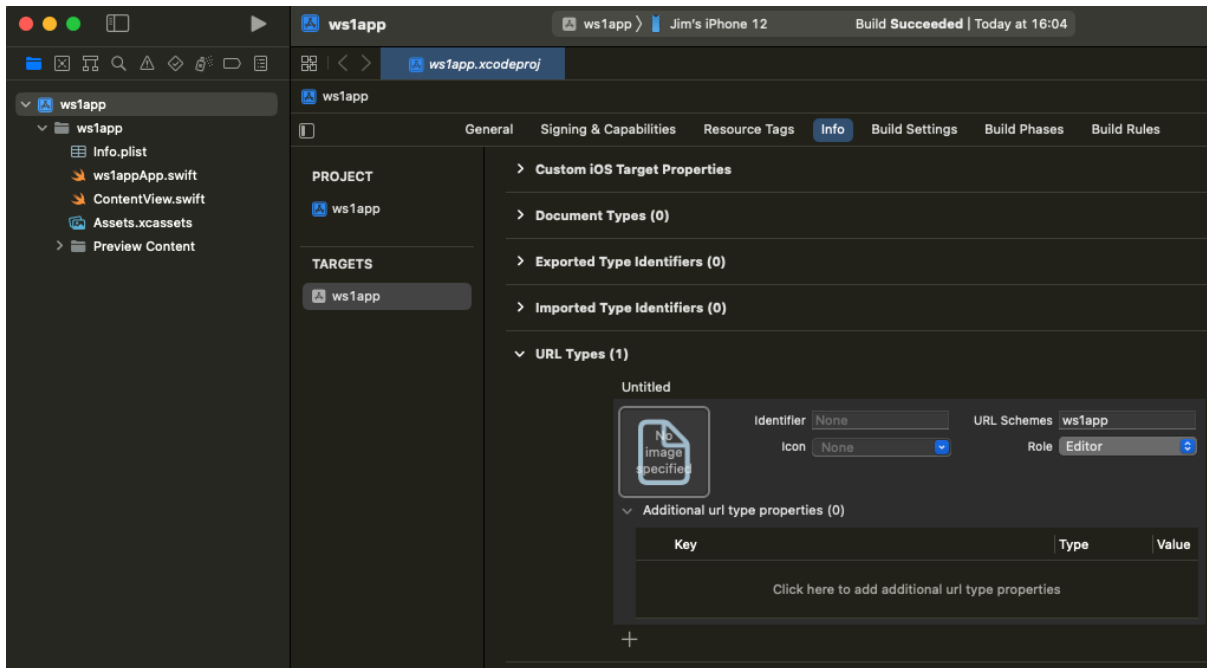 ws1app
ws1app 〉 Jim's iPhone 12 Build Succeeded | Today at 16:04
ws1app.xcodeproj
ws1app
ws1app
Info.plist
ws1appApp.swift
ContentView.swift
Assets.xcassets
Preview Content
ws1app
General Signing & Capabilities Resource Tags Info Build Settings Build Phases Build Rules
PROJECT
ws1app
TARGETS
ws1app
Custom iOS Target Properties
Document Types (0)
Exported Type Identifiers (0)
Imported Type Identifiers (0)
URL Types (1)
Untitled
No
image
specified
Identifier None URL Schemes ws1app
Icon None Role Editor
Additional url type properties (0)
Key Type Value
Click here to add additional url type properties